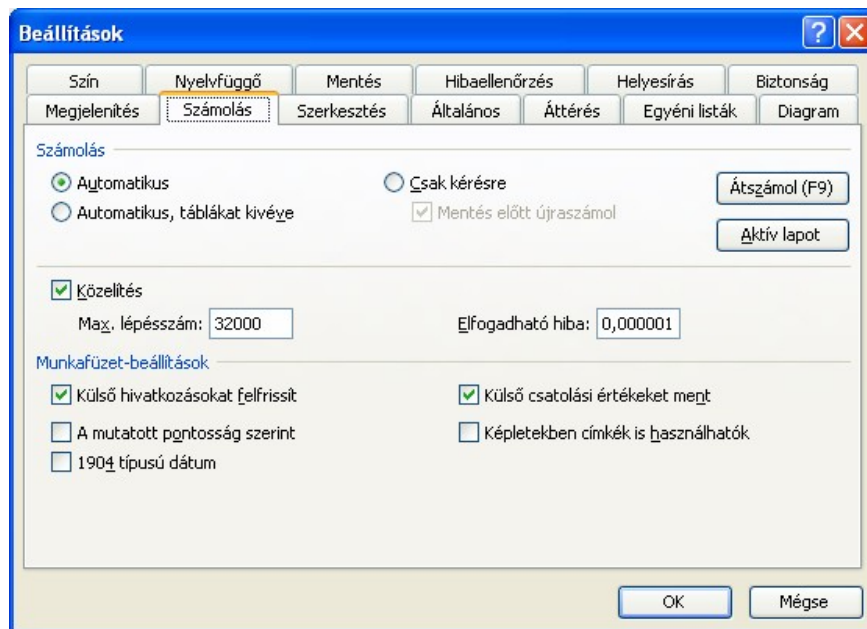 Beállítások
Szín Nyelvfüggő Mentés Hibaellenőrzés Helyesírás Biztonság
Megjelenítés Számolás Szerkesztés Általános Áttérés Egyéni listák Diagram
Számolás
Automatikus Csak kérésre Átszámol (F9)
Automatikus, táblákat kivéve Mentés előtt újraszámol
Aktív lapot
Közelítés
Max. lépésszám: 32000 Elfogadható hiba: 0,000001
Munkafüzet-beállítások
Külső hivatkozásokat felfrissít Külső csatolási értékeket ment
A mutatott pontosság szerint Képletekben címkék is használhatók
1904 típusú dátum
OK Mégse